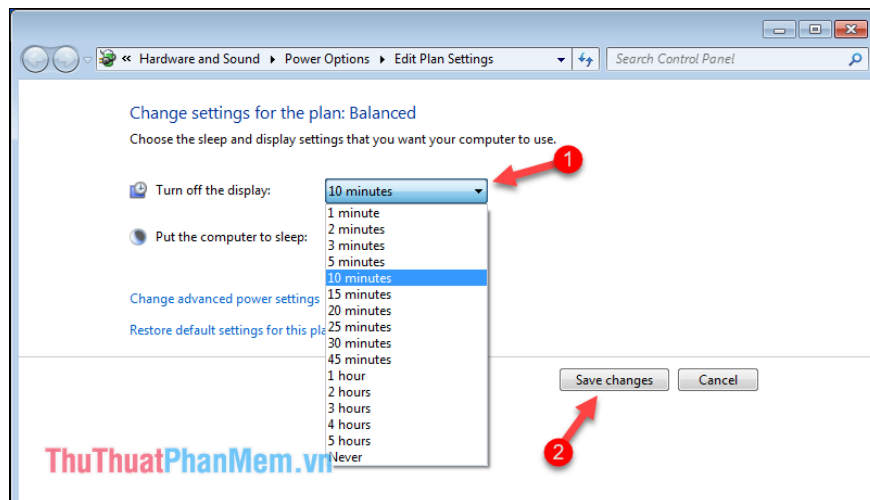 « Hardware and Sound ▸ Power Options ▸ Edit Plan Settings
Search Control Panel
Change settings for the plan: Balanced
Choose the sleep and display settings that you want your computer to use.
1
Turn off the display: 10 minutes
1 minute
2 minutes
Put the computer to sleep:
3 minutes
5 minutes
10 minutes
15 minutes
Change advanced power settings
20 minutes
25 minutes
Restore default settings for this
30 minutes
45 minutes
1 hour
Save changes
Cancel
2 hours
3 hours
4 hours
2
5 hours
Never
ThuThuatPhanMem.vn